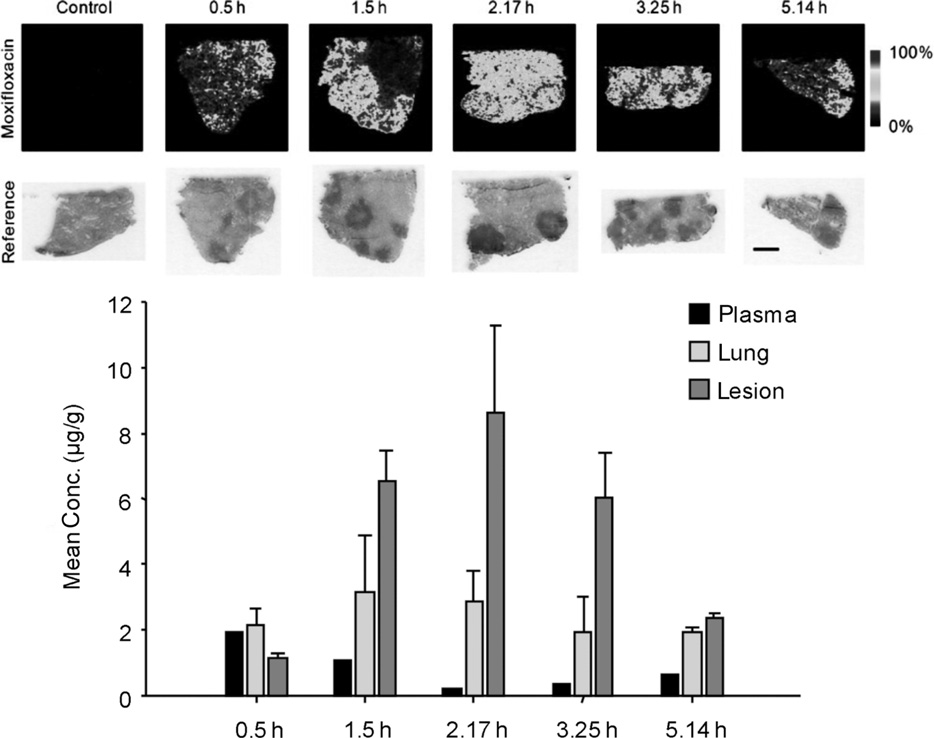 Control 0.5 h 1.5 h 2.17 h 3.25 h 5.14 h
Moxifloxacin
100%
0%
Reference
Mean Conc. (µg/g)
12
10
8
6
4
2
0
Plasma
Lung
Lesion
0.5 h 1.5 h 2.17 h 3.25 h 5.14 h